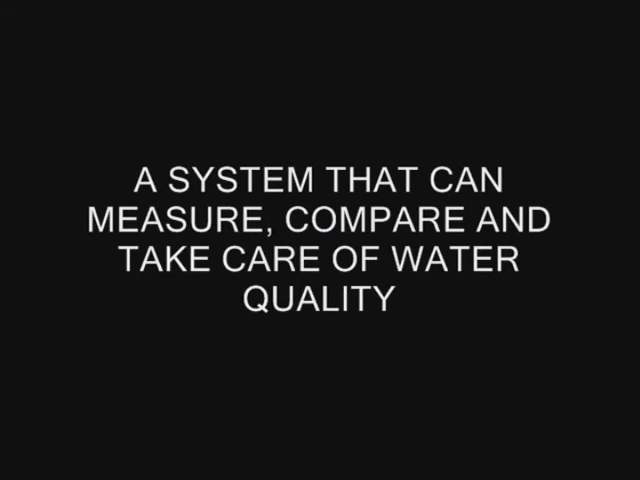 A SYSTEM THAT CAN
MEASURE, COMPARE AND
TAKE CARE OF WATER
QUALITY